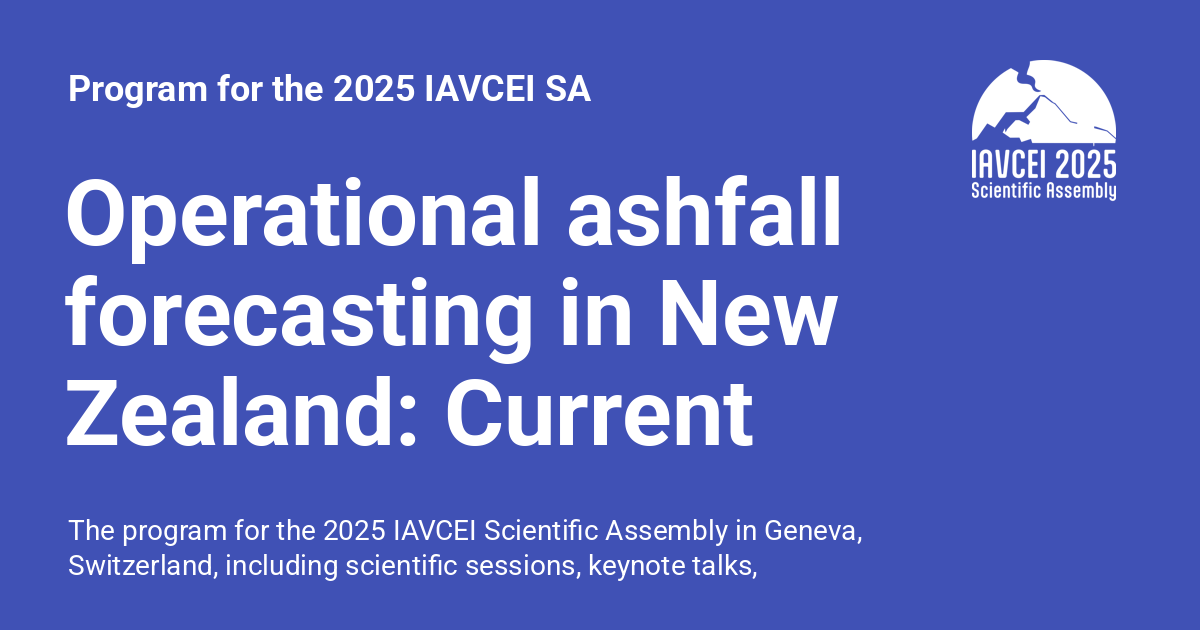 Program for the 2025 IAVCEI SA
IAVCEI 2025
Scientific Assembly
Operational ashfall
forecasting in New
Zealand: Current
The program for the 2025 IAVCEI Scientific Assembly in Geneva,
Switzerland, including scientific sessions, keynote talks,